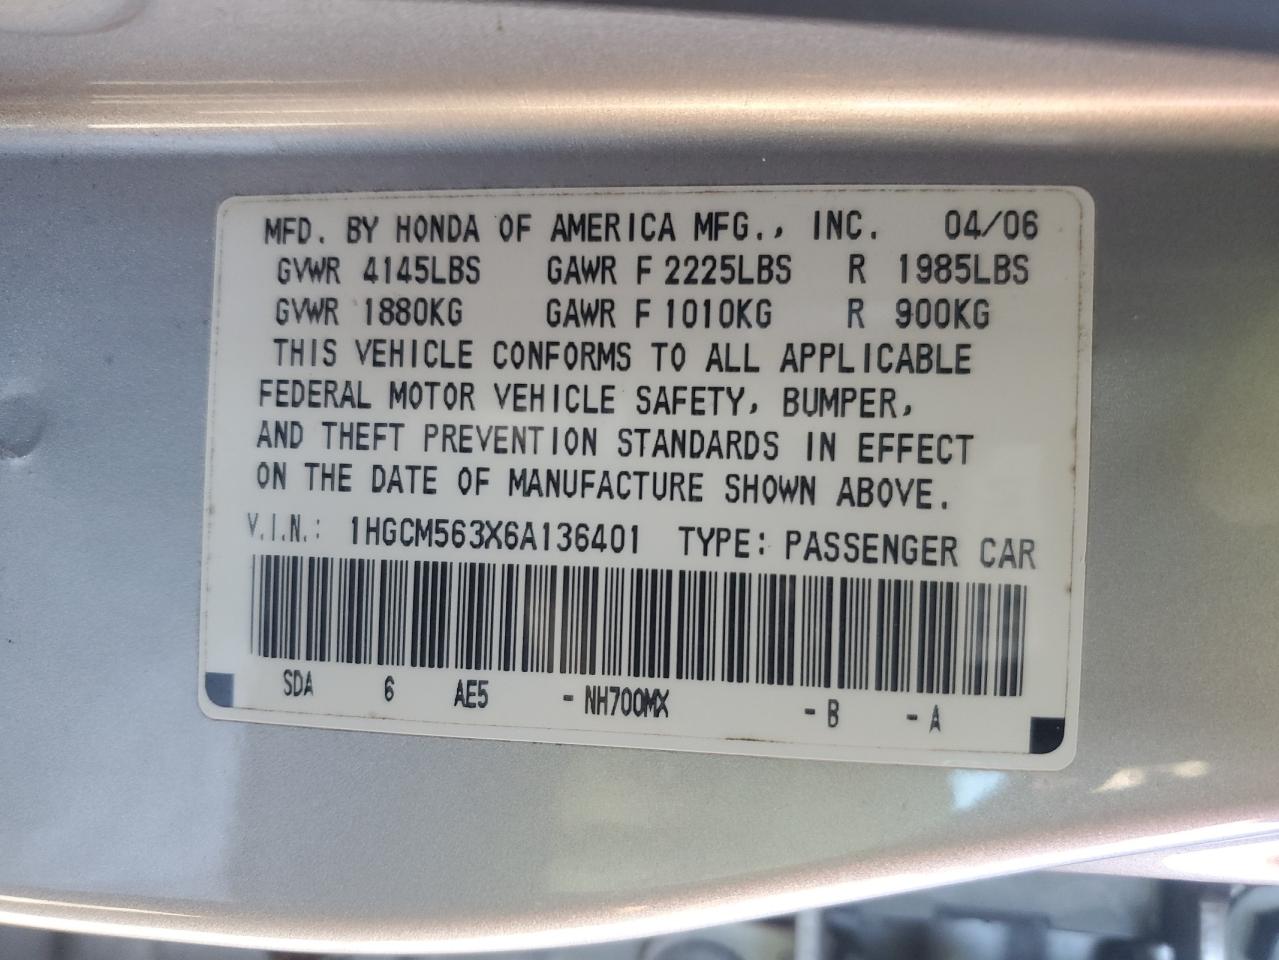 MFD. BY HONDA OF AMERICA MFG., INC. 04/06
GVWR 4145LBS GAWR F 2225LBS R 1985LBS
GVWR 1880KG GAWR F 1010KG R 900KG
THIS VEHICLE CONFORMS TO ALL APPLICABLE
FEDERAL MOTOR VEHICLE SAFETY, BUMPER,
AND THEFT PREVENTION STANDARDS IN EFFECT
ON THE DATE OF MANUFACTURE SHOWN ABOVE.
V.I.N.: 1HGCM563X6A136401 TYPE: PASSENGER CAR
SDA 6 AE5 - NH700MX - B - A